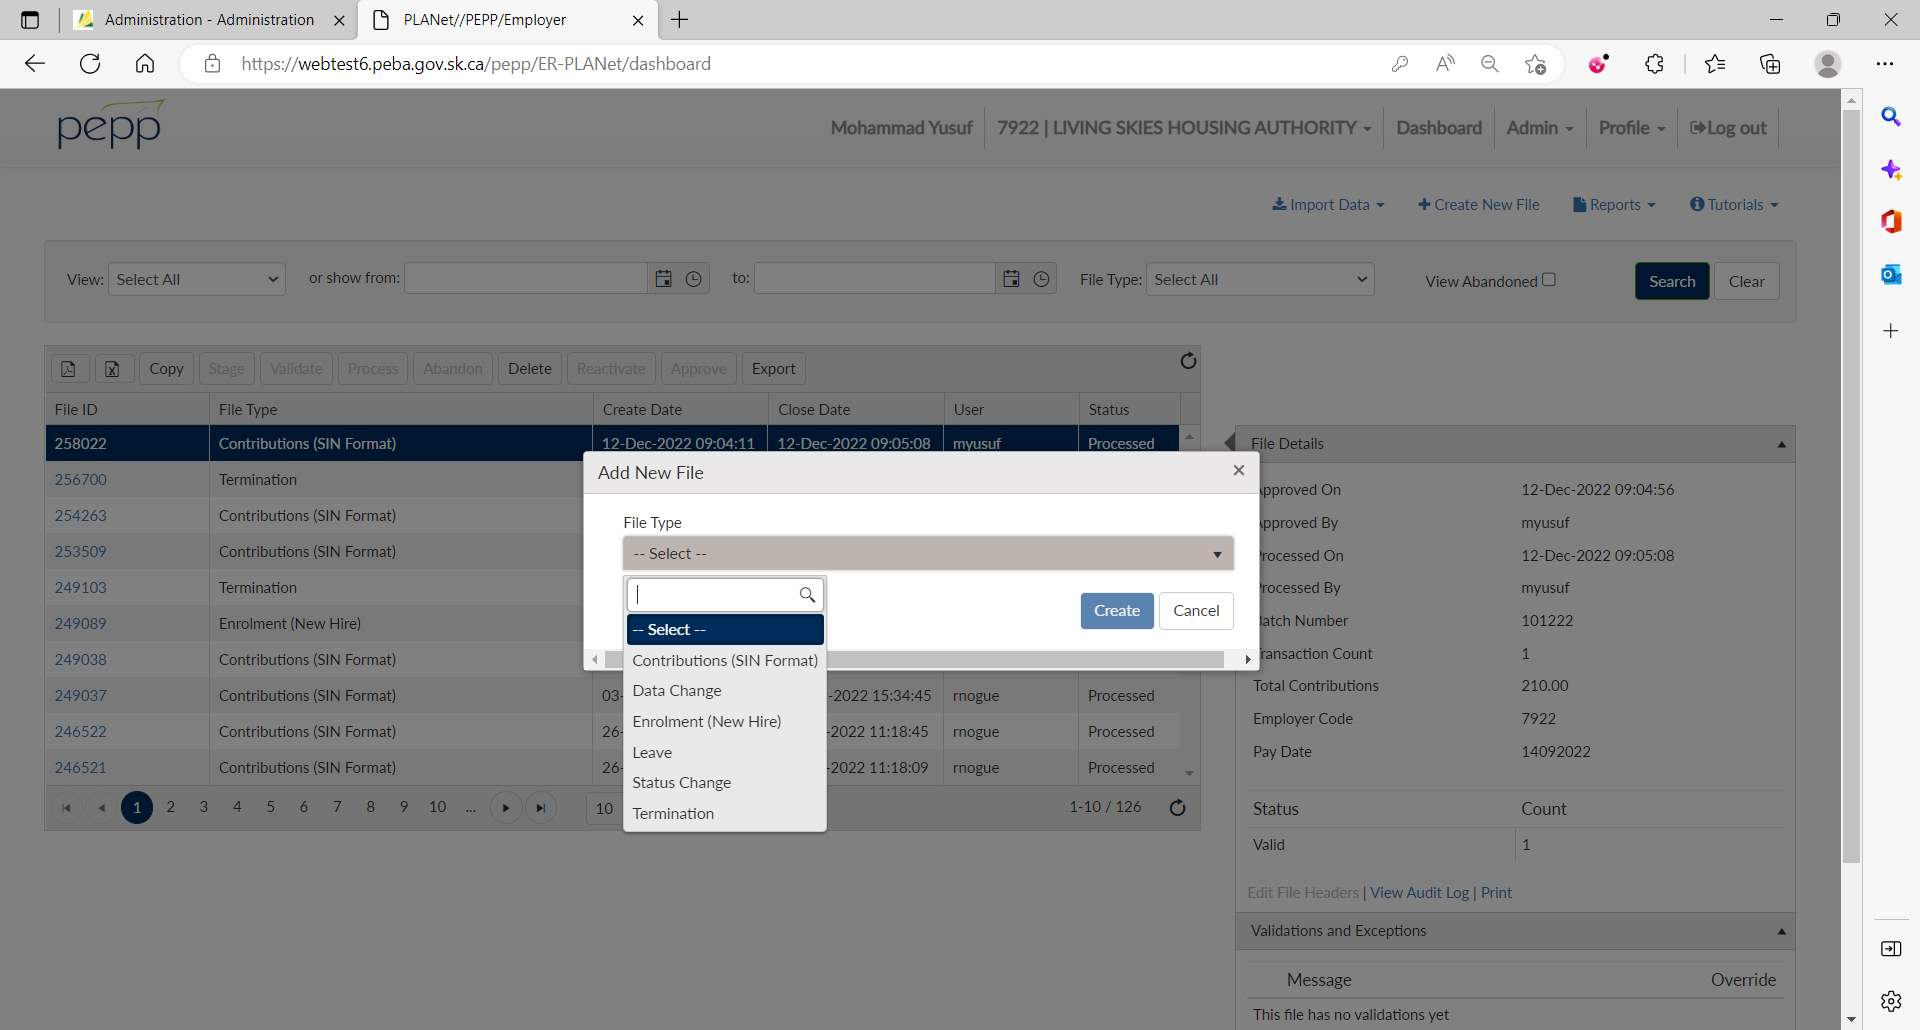 Administration - Administration
PLANet//PEPP/Employer
https://webtest6.peba.gov.sk.ca/pepp/ER-PLANet/dashboard
pepp
Mohammad Yusuf
7922 | LIVING SKIES HOUSING AUTHORITY
Dashboard
Admin
Profile
Log out
Import Data
Create New File
Reports
Tutorials
View: Select All
or show from:
to:
File Type: Select All
View Abandoned
Search
Clear
Copy Stage Validate Process Abandon Delete Reactivate Approve Export
File ID File Type Create Date Close Date User Status
258022 Contributions (SIN Format) 12-Dec-2022 09:04:11 12-Dec-2022 09:05:08 myusuf Processed
256700 Termination
254263 Contributions (SIN Format)
253509 Contributions (SIN Format)
249103 Termination
249089 Enrolment (New Hire)
249038 Contributions (SIN Format)
249037 Contributions (SIN Format) 03- -2022 15:34:45 rnogue Processed
246522 Contributions (SIN Format) 26- -2022 11:18:45 rnogue Processed
246521 Contributions (SIN Format) 26- -2022 11:18:09 rnogue Processed
1 2 3 4 5 6 7 8 9 10 ... 10 1-10 / 126
Add New File
File Type
-- Select --
-- Select --
Contributions (SIN Format)
Data Change
Enrolment (New Hire)
Leave
Status Change
Termination
Create
Cancel
File Details
pproved On 12-Dec-2022 09:04:56
pproved By myusuf
rocessed On 12-Dec-2022 09:05:08
rocessed By myusuf
atch Number 101222
ransaction Count 1
Total Contributions 210.00
Employer Code 7922
Pay Date 14092022
Status Count
Valid 1
Edit File Headers | View Audit Log | Print
Validations and Exceptions
Message Override
This file has no validations yet